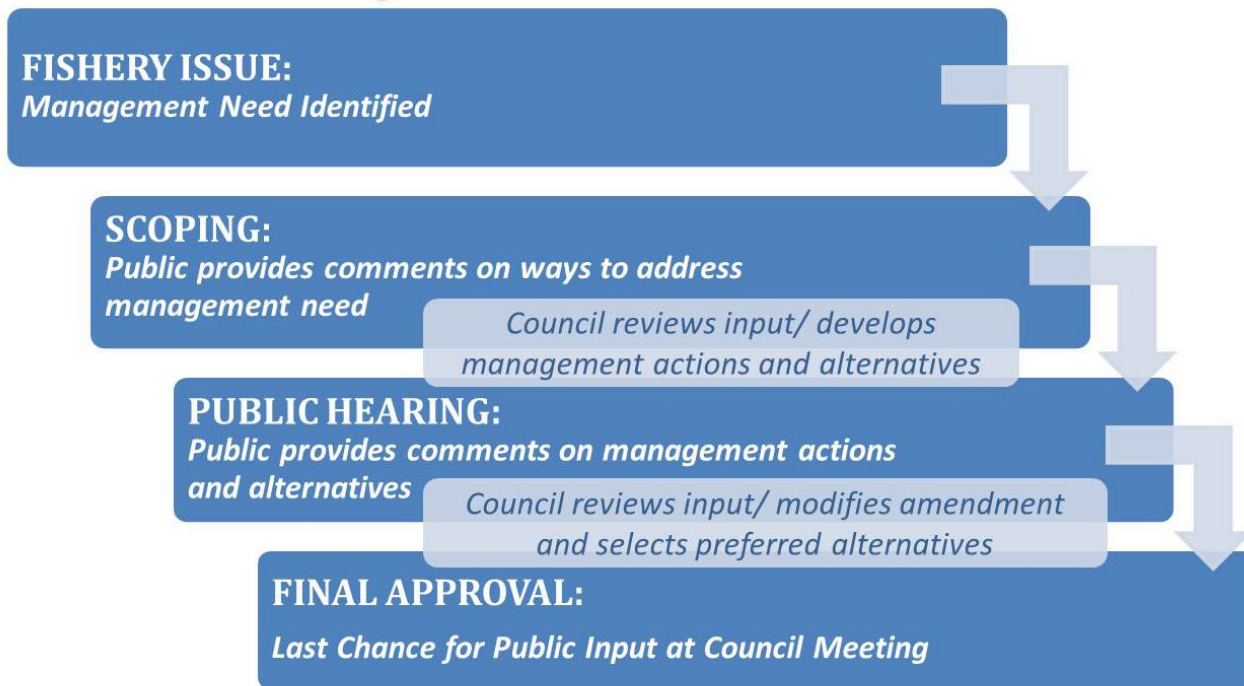 FISHERY ISSUE:
Management Need Identified
SCOPING:
Public provides comments on ways to address
management need
Council reviews input/ develops
management actions and alternatives
PUBLIC HEARING:
Public provides comments on management actions
and alternatives
Council reviews input/ modifies amendment
and selects preferred alternatives
FINAL APPROVAL:
Last Chance for Public Input at Council Meeting